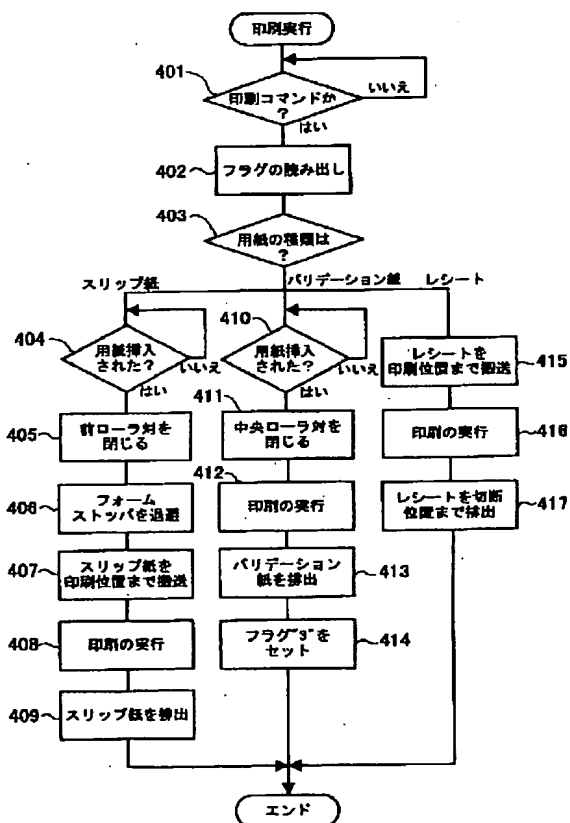 印刷実行
401
印刷コマンドか
?
いいえ
はい
402
フラグの読み出し
403
用紙の種類は
?
スリップ紙
バリデーション紙
レシート
404
用紙挿入
された?
いいえ
はい
405
前ローラ対を
閉じる
406
フォーム
ストッパを退避
407
スリップ紙を
印刷位置まで搬送
408
印刷の実行
409
スリップ紙を排出
410
用紙挿入
された?
いいえ
はい
411
中央ローラ対を
閉じる
412
印刷の実行
バリデーション
紙を排出
413
フラグ"3"を
セット
414
レシートを
印刷位置まで搬送
415
印刷の実行
416
レシートを切断
位置まで排出
417
エンド